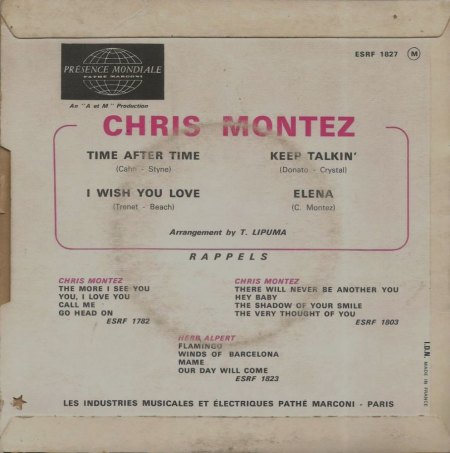 ESRF 1827 M
PRÉSENCE MONDIALE
PATHÉ MARCONI
An "A et M" Production
CHRIS MONTEZ
TIME AFTER TIME
(Cahn - Styne)
KEEP TALKIN'
(Donato - Crystal)
I WISH YOU LOVE
(Trenet - Beach)
ELENA
(C. Montez)
Arrangement by T. LIPUMA
RAPPELS
CHRIS MONTEZ
THE MORE I SEE YOU
YOU, I LOVE YOU
CALL ME
GO HEAD ON
ESRF 1782
CHRIS MONTEZ
THERE WILL NEVER BE ANOTHER YOU
HEY BABY
THE SHADOW OF YOUR SMILE
THE VERY THOUGHT OF YOU
ESRF 1803
HERB ALPERT
FLAMINGO
WINDS OF BARCELONA
MAME
OUR DAY WILL COME
ESRF 1823
I.D.N. MADE IN FRANCE
LES INDUSTRIES MUSICALES ET ÉLECTRIQUES PATHÉ MARCONI - PARIS